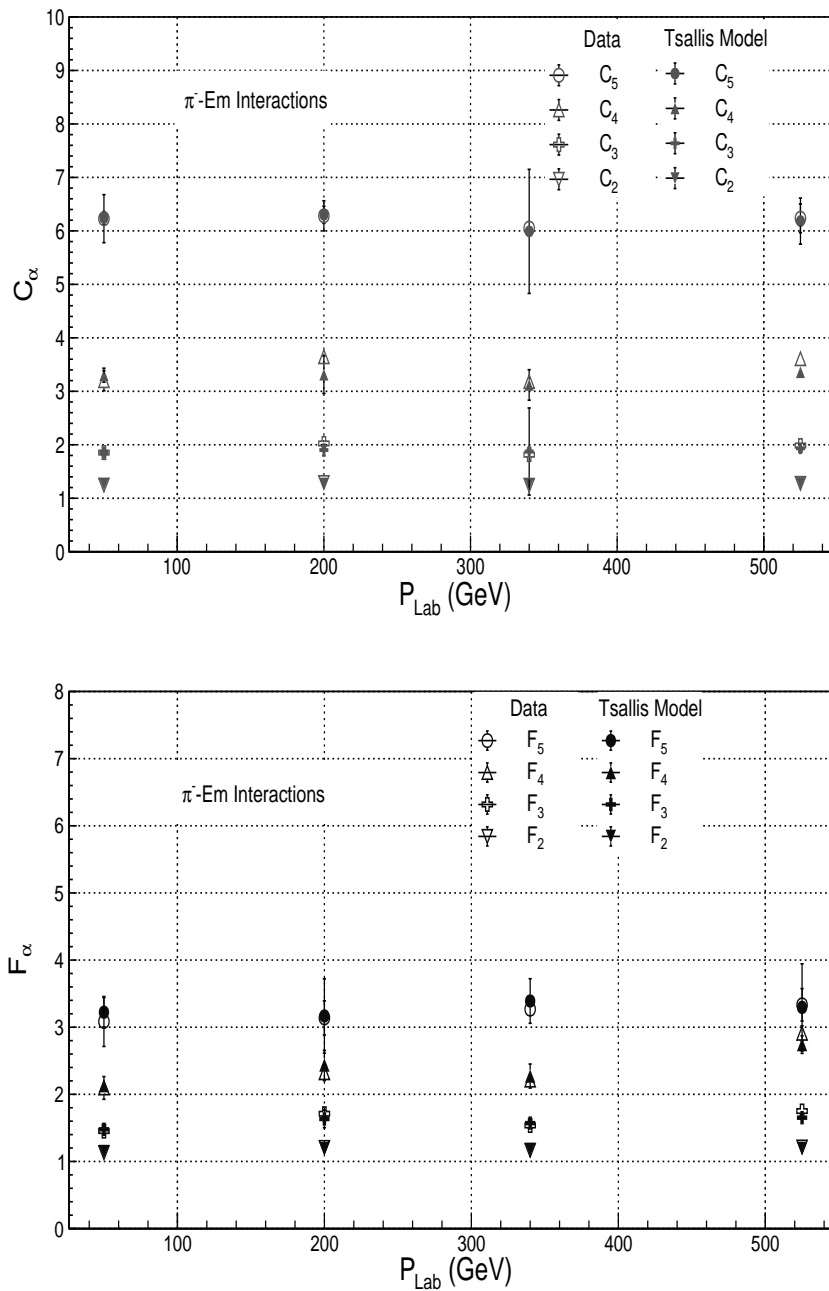 10
Data Tsallis Model
9
C5 C5
π⁻-Em Interactions
C4 C4
8
C3 C3
7
C2 C2
6
5
Cα
4
3
2
1
0
100 200 300 400 500
PLab (GeV)
8
Data Tsallis Model
F5 F5
7
F4 F4
π⁻-Em Interactions
F3 F3
6
F2 F2
5
4
Fα
3
2
1
0
100 200 300 400 500
PLab (GeV)